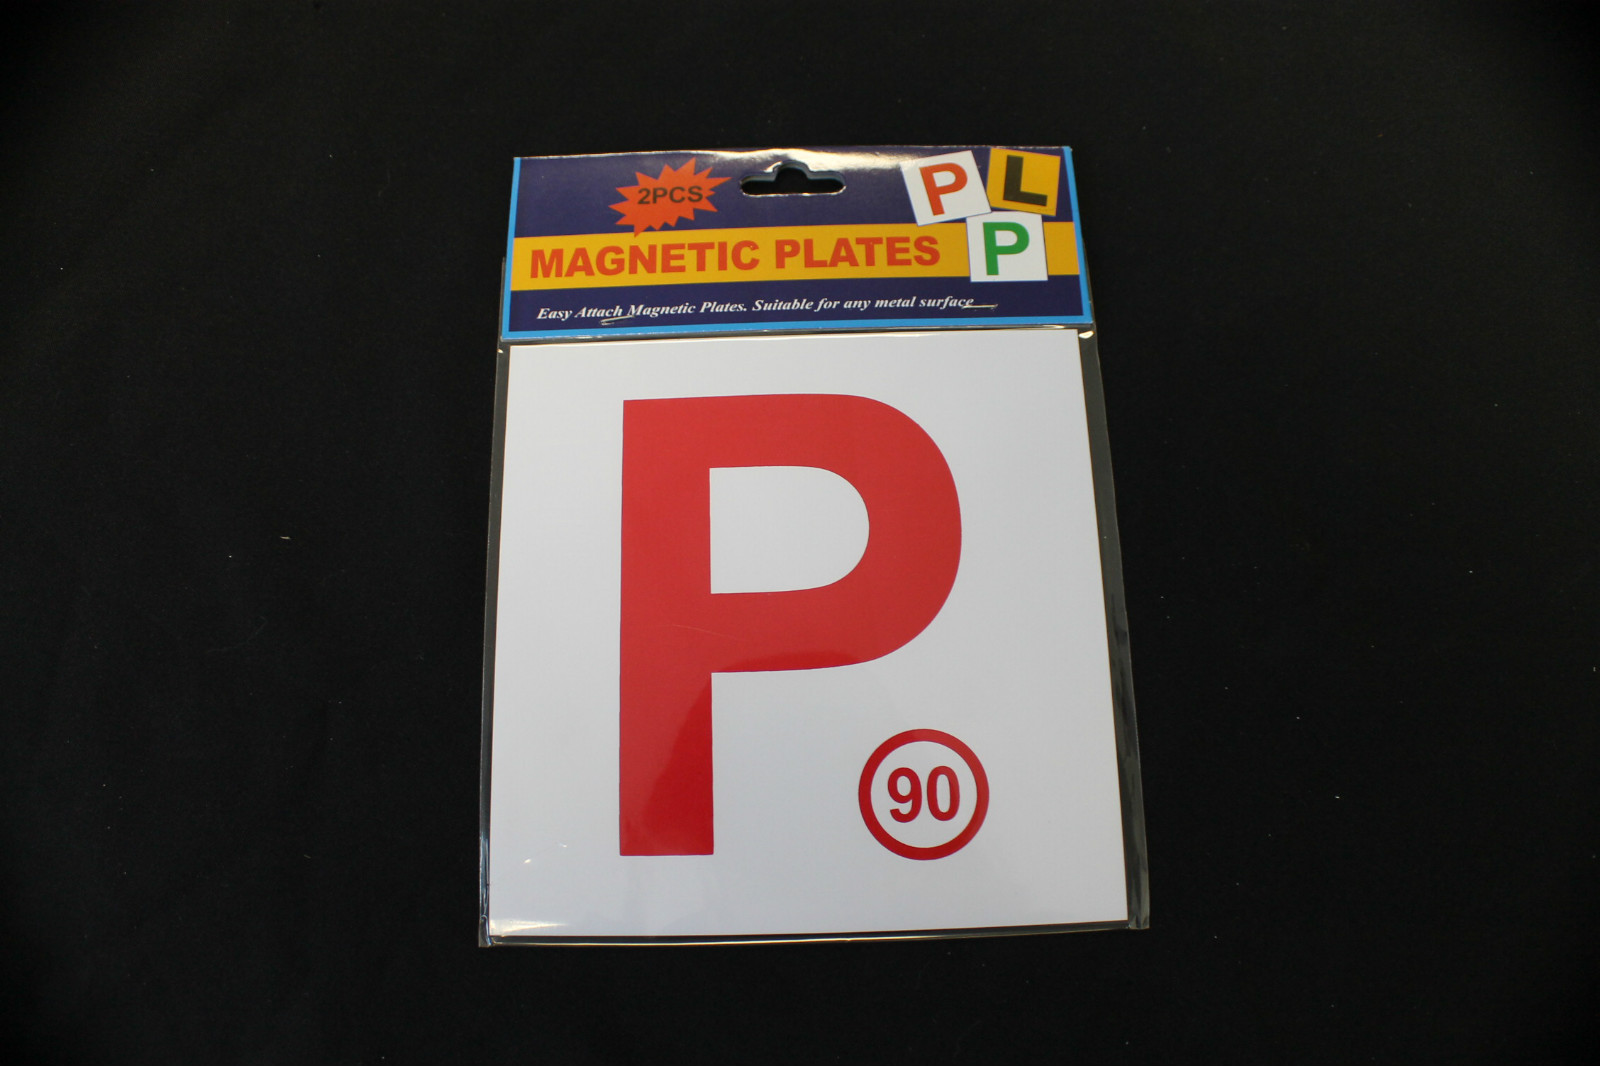 2PCS
P
L
P
MAGNETIC PLATES
Easy Attach Magnetic Plates. Suitable for any metal surface
P
90